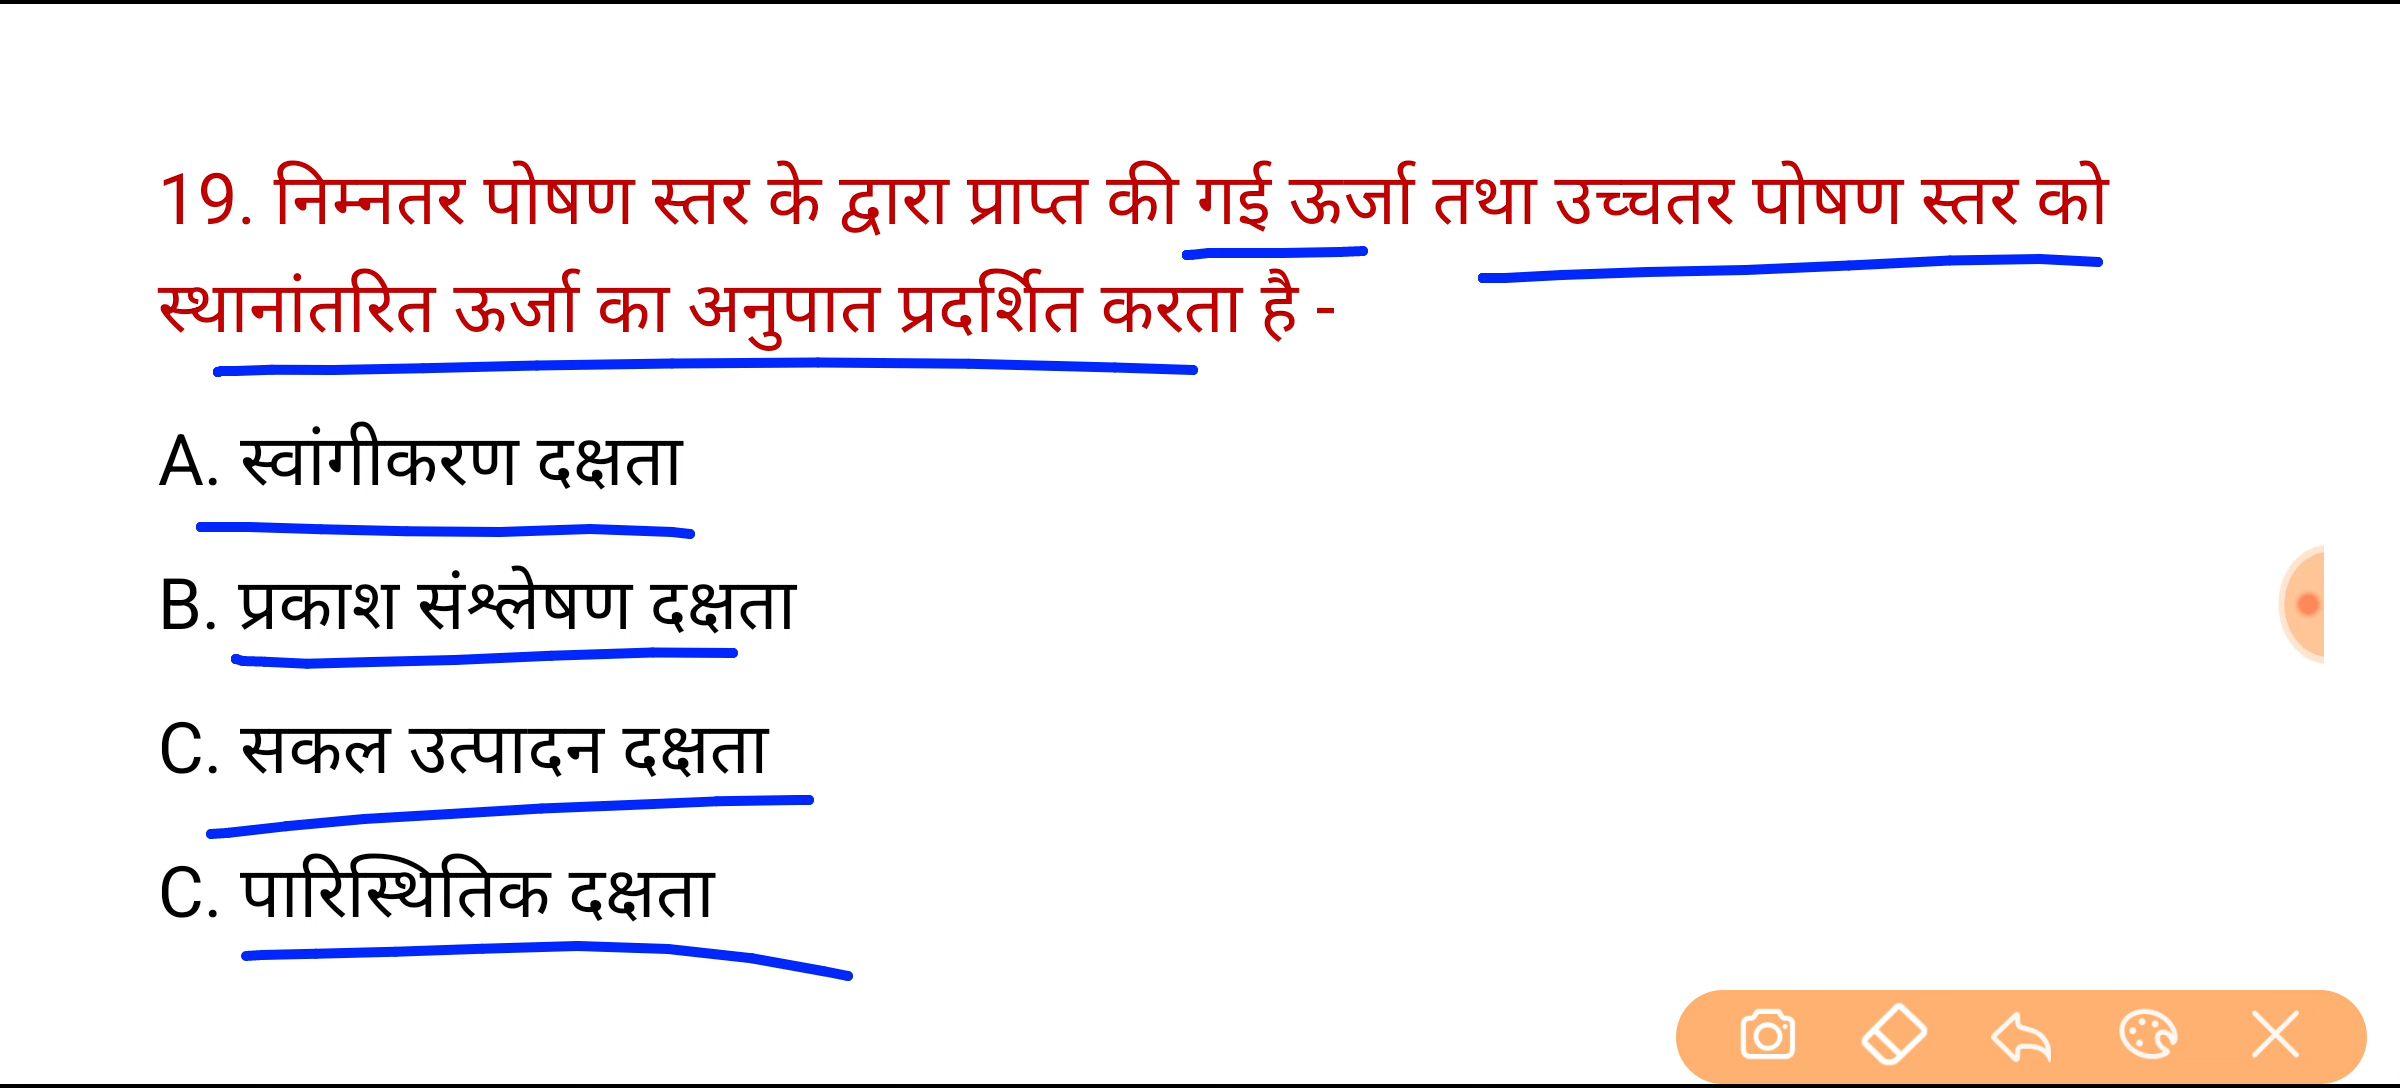 19. निम्नतर पोषण स्तर के द्वारा प्राप्त की गई ऊर्जा तथा उच्चतर पोषण स्तर को
स्थानांतरित ऊर्जा का अनुपात प्रदर्शित करता है -
A. स्वांगीकरण दक्षता
B. प्रकाश संश्लेषण दक्षता
C. सकल उत्पादन दक्षता
C. पारिस्थितिक दक्षता